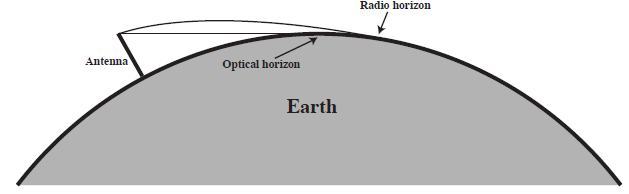 Radio horizon
Antenna
Optical horizon
Earth